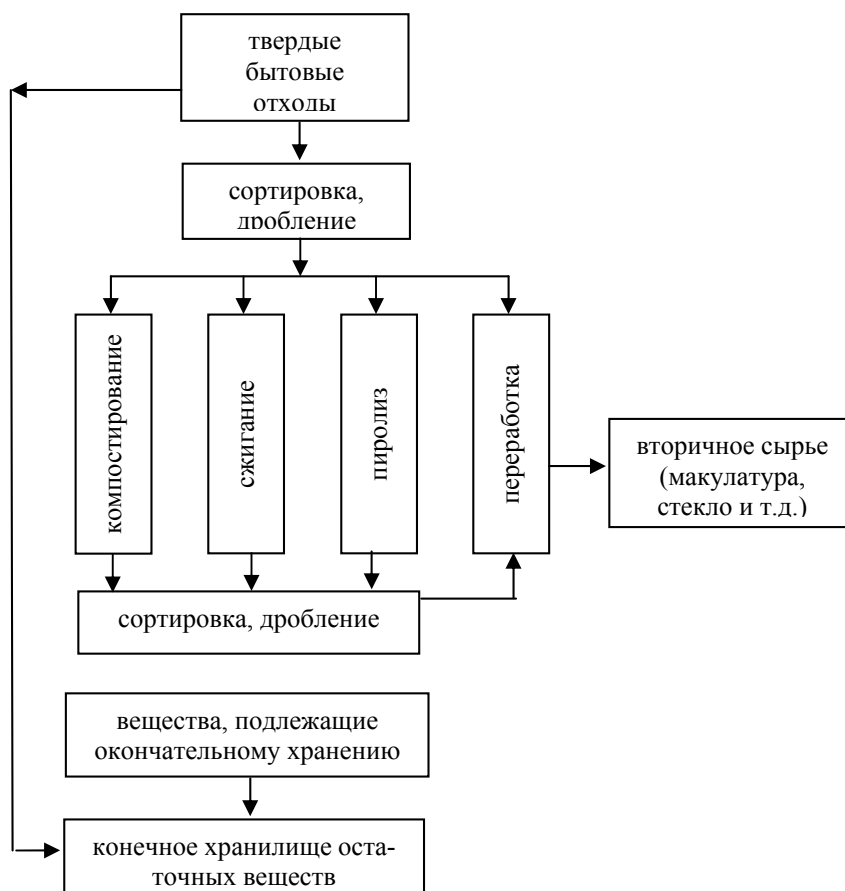 твердые
бытовые
отходы
сортировка,
дробление
компостирование
сжигание
пиролиз
переработка
вторичное сырье
(макулатура,
стекло и т.д.)
сортировка, дробление
вещества, подлежащие
окончательному хранению
конечное хранилище оста-
точных веществ